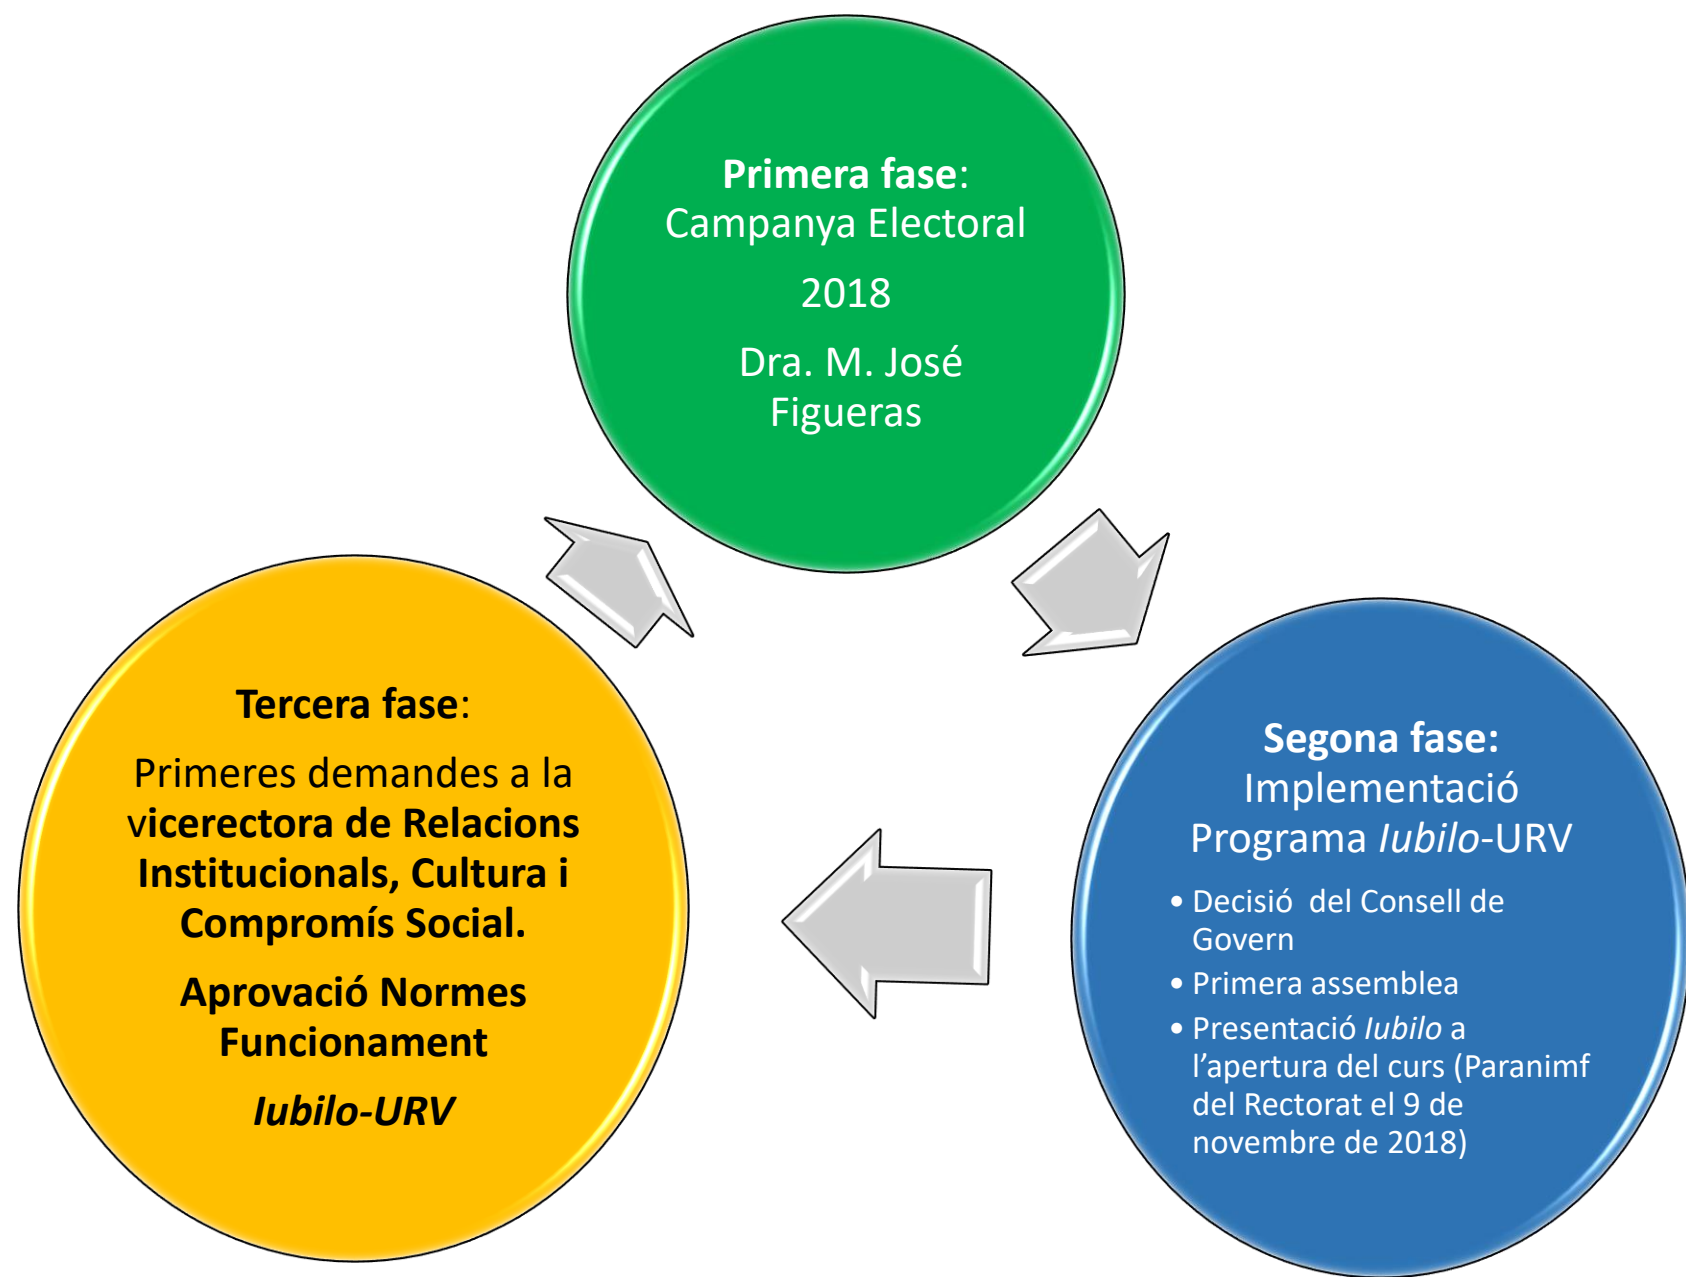 Primera fase:
Campanya Electoral
2018
Dra. M. José
Figueras
Segona fase:
Implementació
Programa Iubilo-URV
• Decisió del Consell de
Govern
• Primera assemblea
• Presentació Iubilo a
l’apertura del curs (Paranimf
del Rectorat el 9 de
novembre de 2018)
Tercera fase:
Primeres demandes a la
vicerectora de Relacions
Institucionals, Cultura i
Compromís Social.
Aprovació Normes
Funcionament
Iubilo-URV